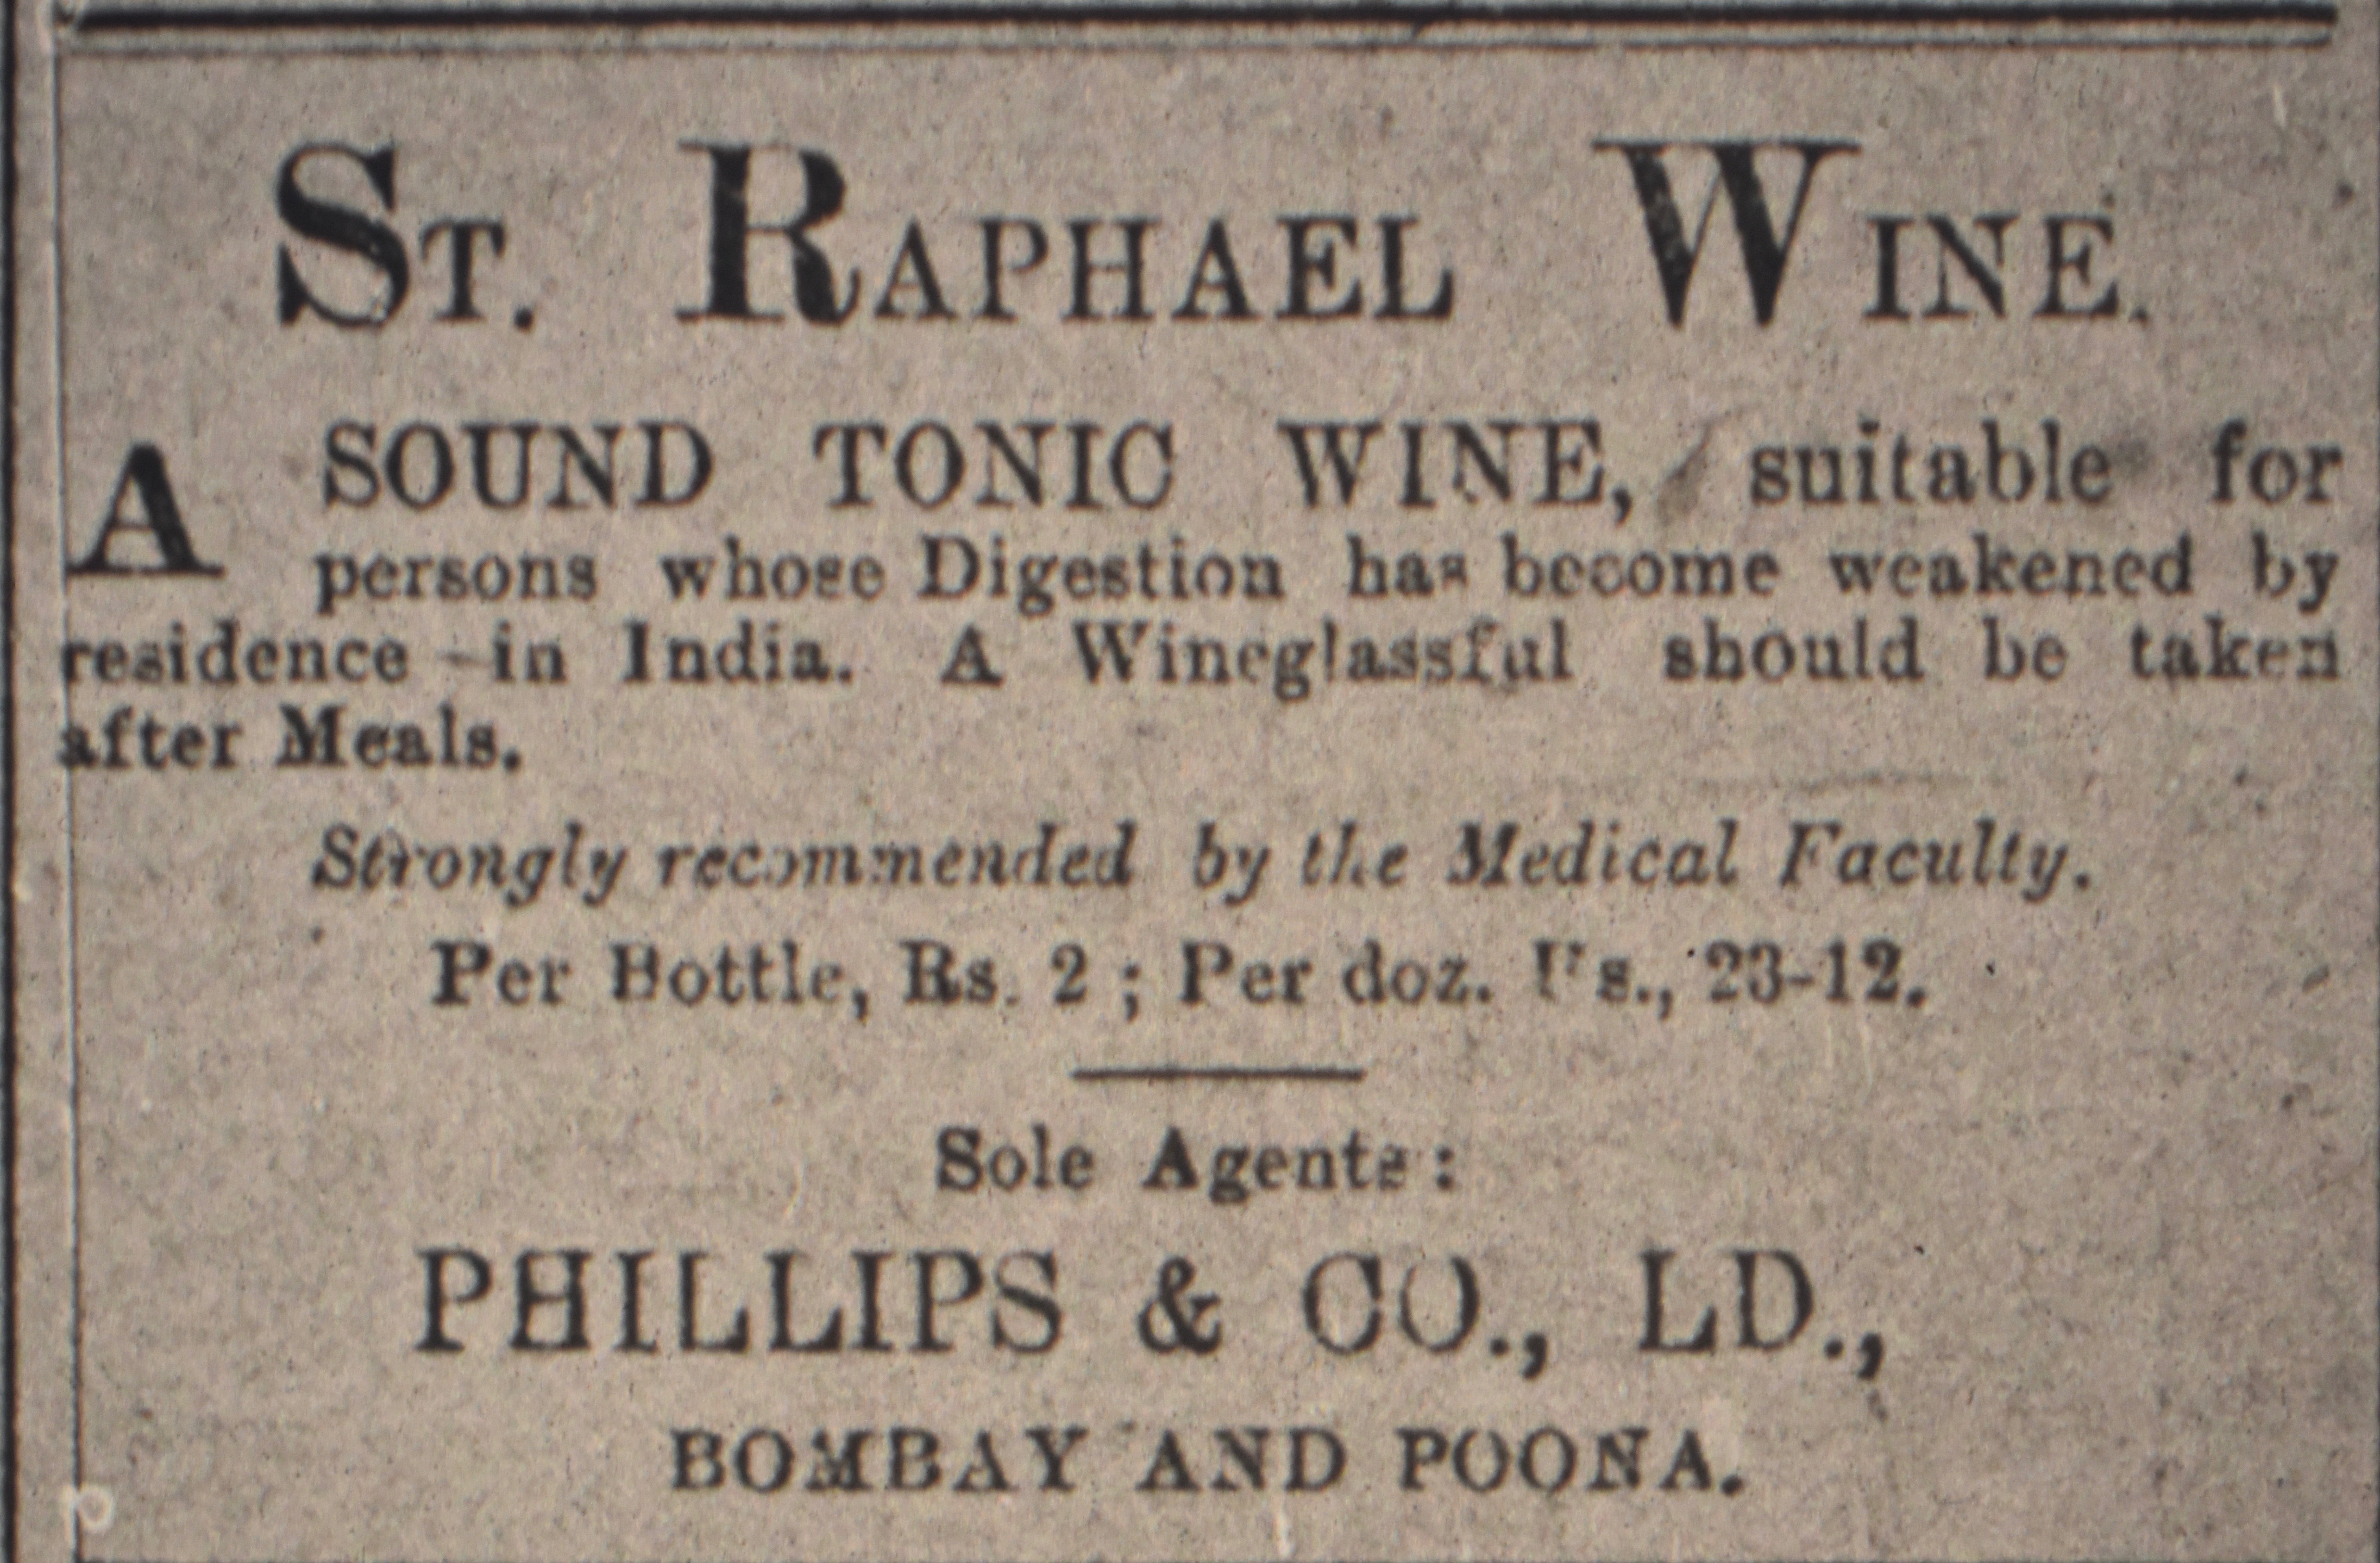 ST. RAPHAEL WINE.
A SOUND TONIC WINE, suitable for
persons whose Digestion has become weakened by
residence in India. A Wineglassful should be taken
after Meals.
Strongly recommended by the Medical Faculty.
Per Bottle, Rs. 2 ; Per doz. Rs., 23-12.
Sole Agents:
PHILLIPS & CO., LD.,
BOMBAY AND POONA.